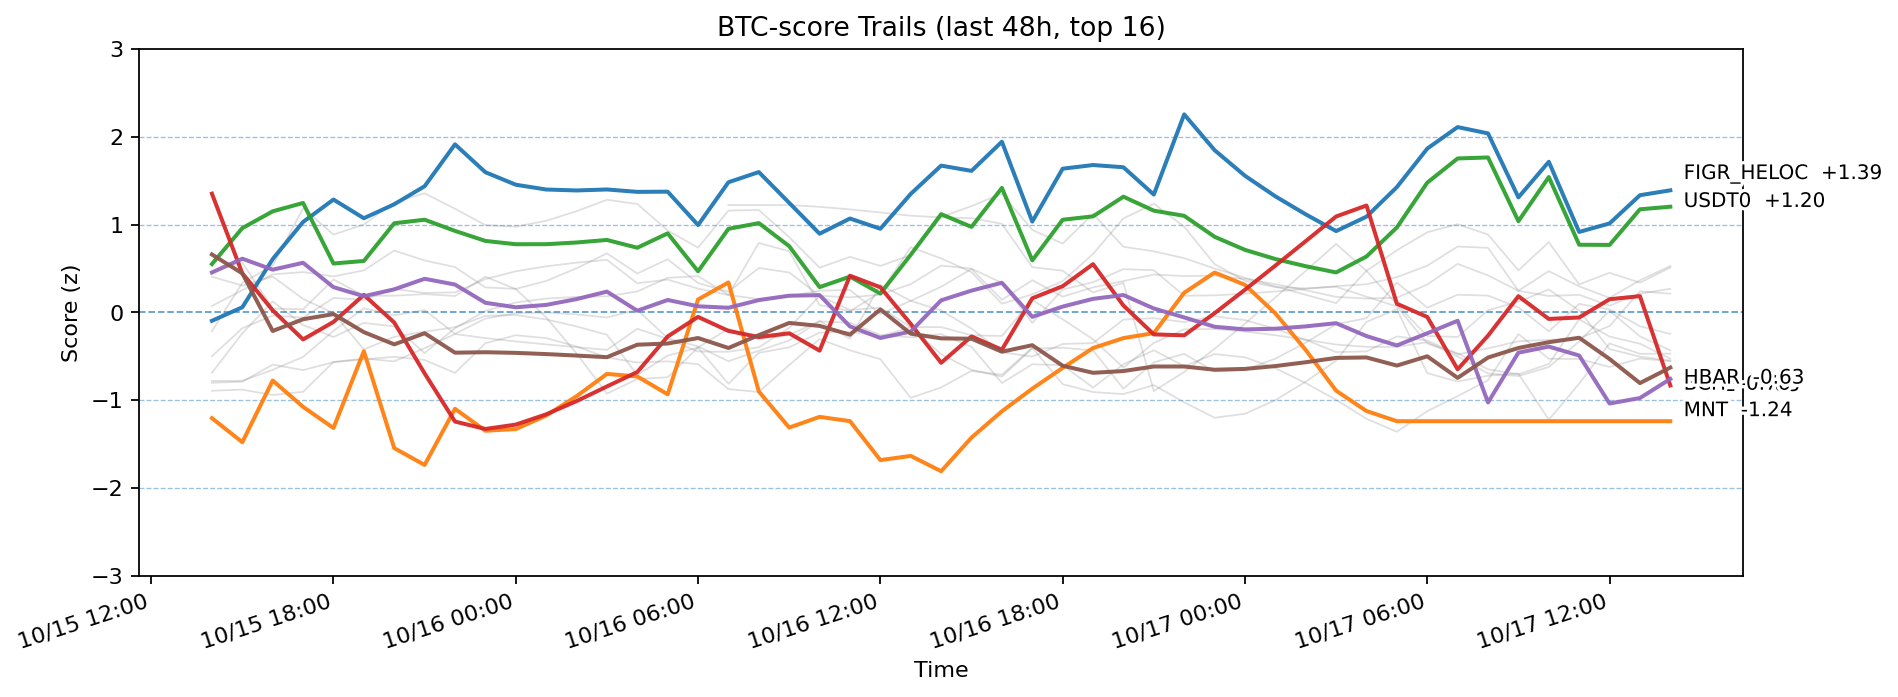 BTC-score Trails (last 48h, top 16)
Score (z)
3
2
1
0
−1
−2
−3
FIGR_HELOC +1.39
USDT0 +1.20
HBAR -0.63
MNT -1.24
10/15 12:00
10/15 18:00
10/16 00:00
10/16 06:00
10/16 12:00
10/16 18:00
10/17 00:00
10/17 06:00
10/17 12:00
Time